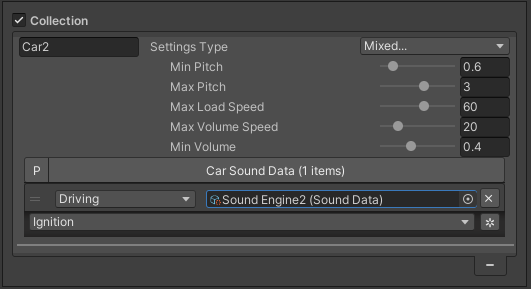 Collection
Car2 Settings Type Mixed...
Min Pitch 0.6
Max Pitch 3
Max Load Speed 60
Max Volume Speed 20
Min Volume 0.4
P Car Sound Data (1 items)
Driving Sound Engine2 (Sound Data)
Ignition